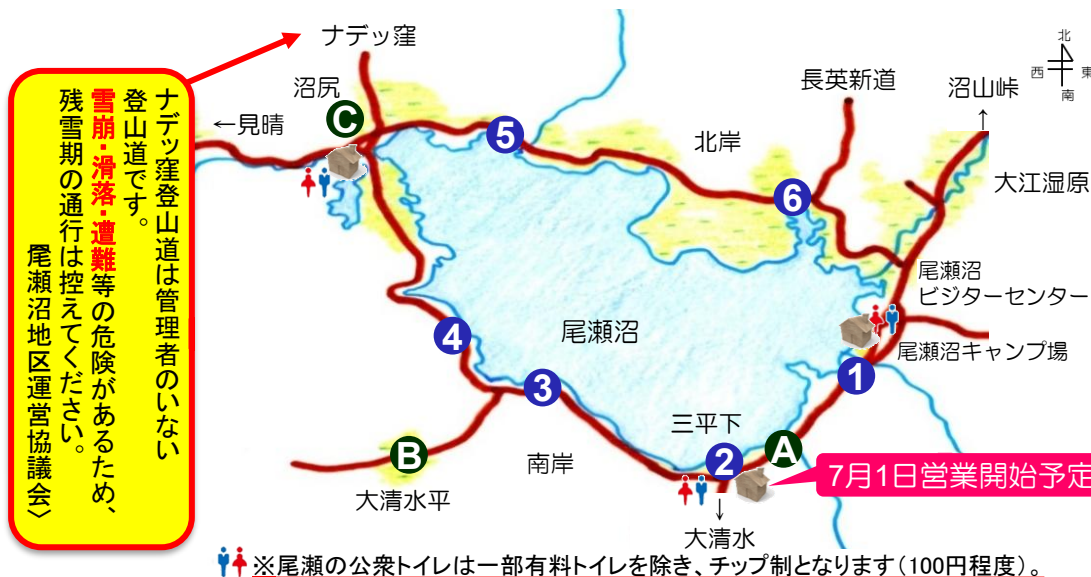 ナデッ窪登山道は管理者のいない
登山道です。
雪崩・滑落・遭難等の危険があるため、
残雪期の通行は控えてください。
尾瀬沼地区運営協議会〉
ナデッ窪
沼尻
C
←見晴
5
北岸
長英新道
沼山峠
↑
北
西
東
南
大江湿原
6
尾瀬沼
ビジターセンター
尾瀬沼キャンプ場
1
尾瀬沼
4
3
三平下
2
A
7月1日営業開始予定
B
大清水平
南岸
↓
大清水
※尾瀬の公衆トイレは一部有料トイレを除き、チップ制となります(100円程度)。